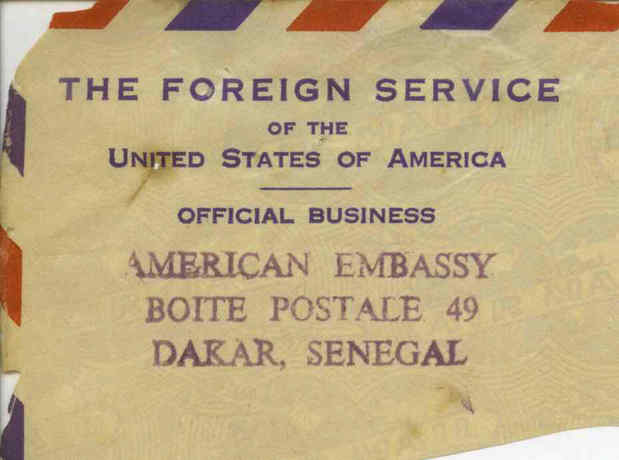 THE FOREIGN SERVICE
OF THE
UNITED STATES OF AMERICA
OFFICIAL BUSINESS
AMERICAN EMBASSY
BOITE POSTALE 49
DAKAR, SENEGAL